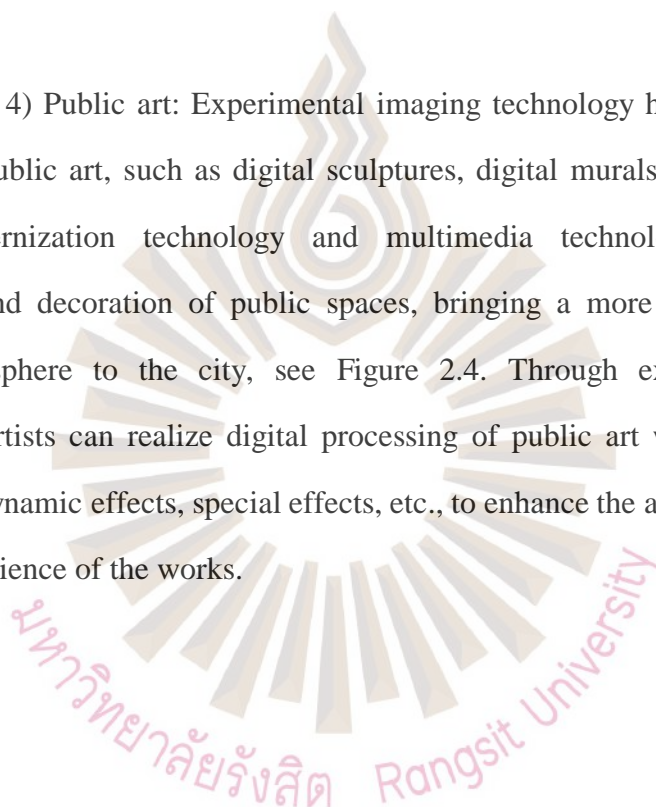 4) Public art: Experimental imaging technology h
ublic art, such as digital sculptures, digital murals
ernization technology and multimedia technol
nd decoration of public spaces, bringing a more
sphere to the city, see Figure 2.4. Through ex
rtists can realize digital processing of public art
ynamic effects, special effects, etc., to enhance the a
ience of the works.
มหาวิทยาลัยรังสิต Rangsit University